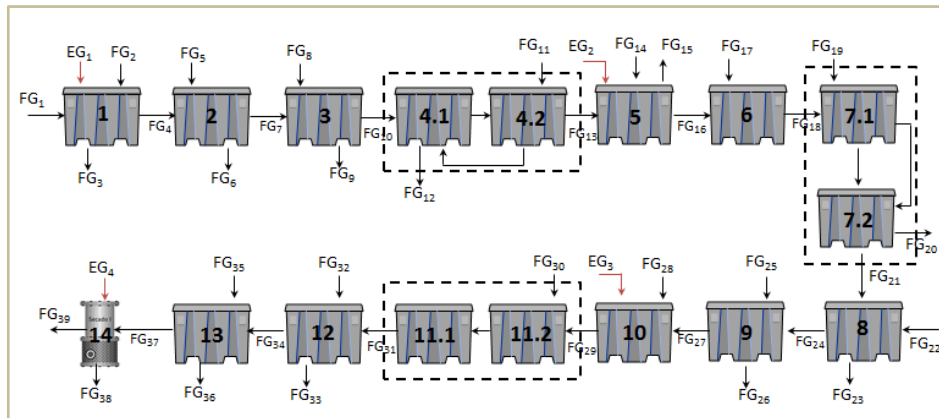 EG₁ FG₂ FG₅ FG₈ FG₁₁ EG₂ FG₁₄ FG₁₅ FG₁₇ FG₁₉
FG₁ 1 FG₄ 2 FG₇ 3 FG₁₀ 4.1 4.2 FG₁₃ 5 FG₁₆ 6 FG₁₈ 7.1
FG₃ FG₆ FG₉ FG₁₂
7.2 FG₂₀
EG₄ FG₃₅ FG₃₂ FG₃₀ EG₃ FG₂₈ FG₂₅ FG₂₁
FG₃₉ Secado I 14 FG₃₇ 13 FG₃₄ 12 FG₃₁ 11.1 11.2 FG₂₉ 10 FG₂₇ 9 FG₂₄ 8 FG₂₂
FG₃₈ FG₃₆ FG₃₃ FG₂₆ FG₂₃